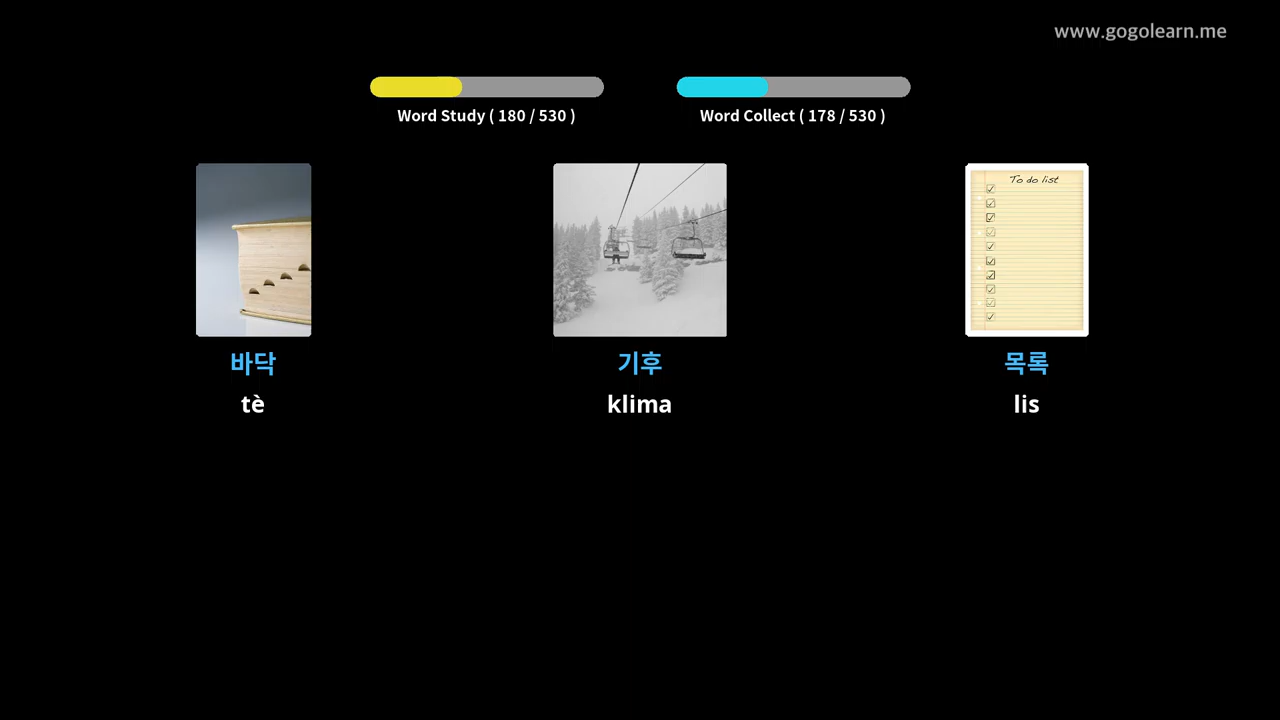 www.gogolearn.me
Word Study ( 180 / 530 )
Word Collect ( 178 / 530 )
To do list
바닥
기후
목록
tè
klima
lis